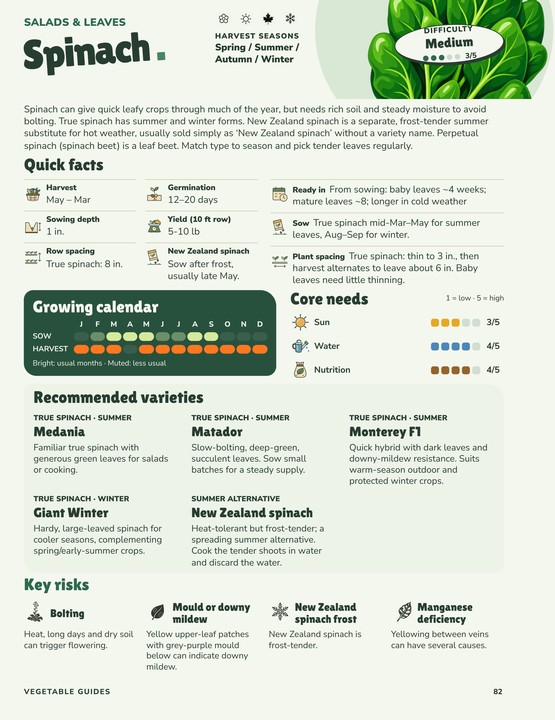 SALADS & LEAVES
Spinach.
HARVEST SEASONS
Spring / Summer /
Autumn / Winter
DIFFICULTY
Medium
3/5
Spinach can give quick leafy crops through much of the year, but needs rich soil and steady moisture to avoid
bolting. True spinach has summer and winter forms. New Zealand spinach is a separate, frost-tender summer
substitute for hot weather, usually sold simply as ‘New Zealand spinach’ without a variety name. Perpetual
spinach (spinach beet) is a leaf beet. Match type to season and pick tender leaves regularly.
Quick facts
Harvest
May – Mar
Germination
12–20 days
Ready in From sowing: baby leaves ~4 weeks;
mature leaves ~8; longer in cold weather
Sowing depth
1 in.
Yield (10 ft row)
5-10 lb
Sow True spinach mid-Mar–May for summer
leaves, Aug–Sep for winter.
Row spacing
True spinach: 8 in.
New Zealand spinach
Sow after frost,
usually late May.
Plant spacing True spinach: thin to 3 in., then
harvest alternates to leave about 6 in. Baby
leaves need little thinning.
Growing calendar
J F M A M J J A S O N D
SOW
HARVEST
Bright: usual months · Muted: less usual
Core needs
1 = low · 5 = high
Sun 3/5
Water 4/5
Nutrition 4/5
Recommended varieties
TRUE SPINACH · SUMMER
Medania
Familiar true spinach with
generous green leaves for salads
or cooking.
TRUE SPINACH · SUMMER
Matador
Slow-bolting, deep-green,
succulent leaves. Sow small
batches for a steady supply.
TRUE SPINACH · SUMMER
Monterey F1
Quick hybrid with dark leaves and
downy-mildew resistance. Suits
warm-season outdoor and
protected winter crops.
TRUE SPINACH · WINTER
Giant Winter
Hardy, large-leaved spinach for
cooler seasons, complementing
spring/early-summer crops.
SUMMER ALTERNATIVE
New Zealand spinach
Heat-tolerant but frost-tender; a
spreading summer alternative.
Cook the tender shoots in water
and discard the water.
Key risks
Bolting
Heat, long days and dry soil
can trigger flowering.
Mould or downy
mildew
Yellow upper-leaf patches
with grey-purple mould
below can indicate downy
mildew.
New Zealand
spinach frost
New Zealand spinach is
frost-tender.
Manganese
deficiency
Yellowing between veins
can have several causes.
VEGETABLE GUIDES
82